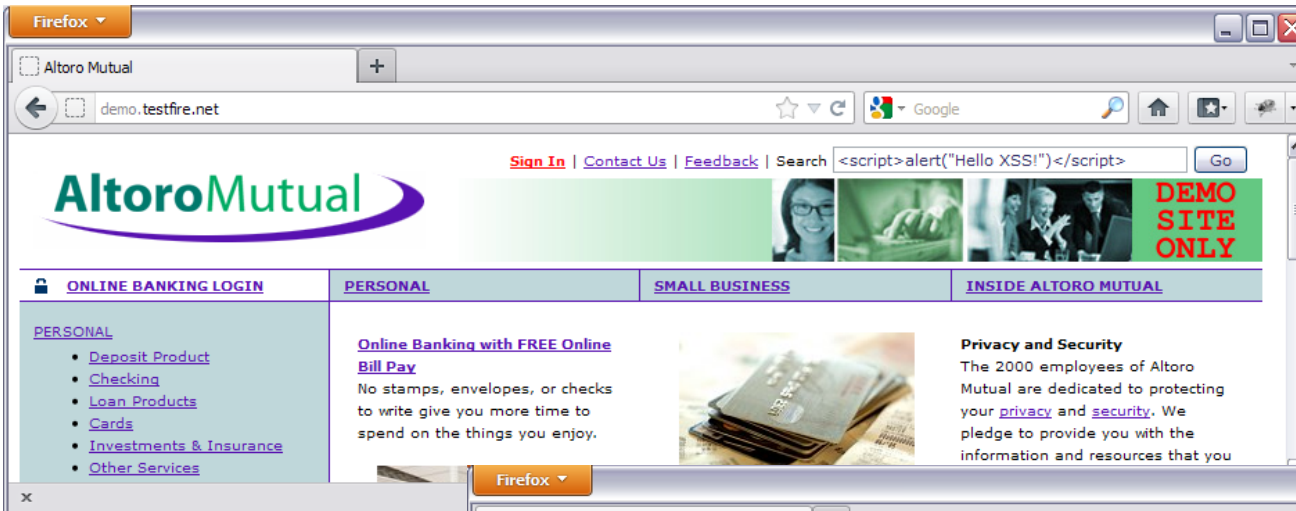 Firefox
Altoro Mutual
demo.testfire.net
Google
Sign In | Contact Us | Feedback | Search <script>alert("Hello XSS!")</script> Go
AltoroMutual
DEMO
SITE
ONLY
ONLINE BANKING LOGIN
PERSONAL
SMALL BUSINESS
INSIDE ALTORO MUTUAL
PERSONAL
• Deposit Product
• Checking
• Loan Products
• Cards
• Investments & Insurance
• Other Services
Online Banking with FREE Online
Bill Pay
No stamps, envelopes, or checks
to write give you more time to
spend on the things you enjoy.
Privacy and Security
The 2000 employees of Altoro
Mutual are dedicated to protecting
your privacy and security. We
pledge to provide you with the
information and resources that you
Firefox